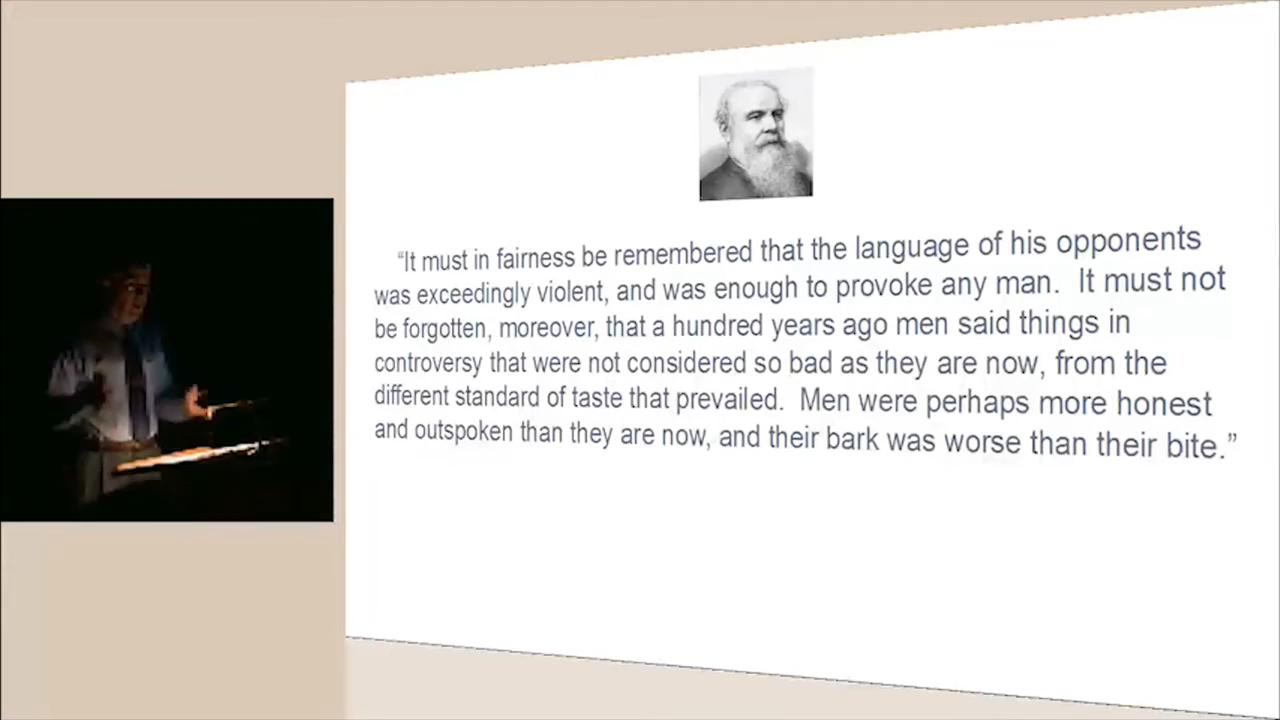 “It must in fairness be remembered that the language of his opponents
was exceedingly violent, and was enough to provoke any man.  It must not
be forgotten, moreover, that a hundred years ago men said things in
controversy that were not considered so bad as they are now, from the
different standard of taste that prevailed.  Men were perhaps more honest
and outspoken than they are now, and their bark was worse than their bite.”